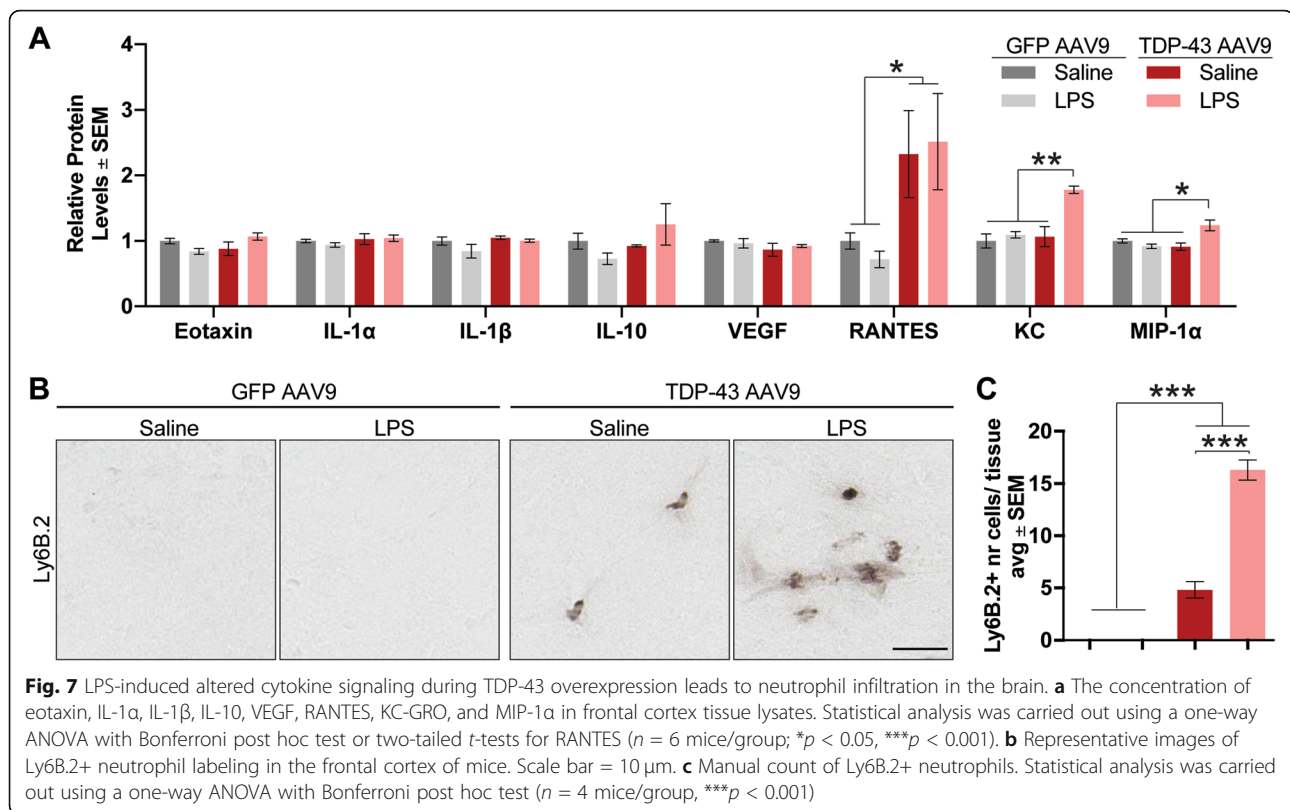 A
GFP AAV9 TDP-43 AAV9
Saline Saline
LPS LPS
Relative Protein
Levels ± SEM
4
3
2
1
0
*
**
*
Eotaxin IL-1α IL-1β IL-10 VEGF RANTES KC MIP-1α
B
GFP AAV9 TDP-43 AAV9
Saline LPS Saline LPS
Ly6B.2
C
Ly6B.2+ nr cells/ tissue
avg ± SEM
20
15
10
5
0
***
***
Fig. 7 LPS-induced altered cytokine signaling during TDP-43 overexpression leads to neutrophil infiltration in the brain. a The concentration of
eotaxin, IL-1α, IL-1β, IL-10, VEGF, RANTES, KC-GRO, and MIP-1α in frontal cortex tissue lysates. Statistical analysis was carried out using a one-way
ANOVA with Bonferroni post hoc test or two-tailed t-tests for RANTES (n = 6 mice/group; *p < 0.05, ***p < 0.001). b Representative images of
Ly6B.2+ neutrophil labeling in the frontal cortex of mice. Scale bar = 10 μm. c Manual count of Ly6B.2+ neutrophils. Statistical analysis was carried
out using a one-way ANOVA with Bonferroni post hoc test (n = 4 mice/group, ***p < 0.001)